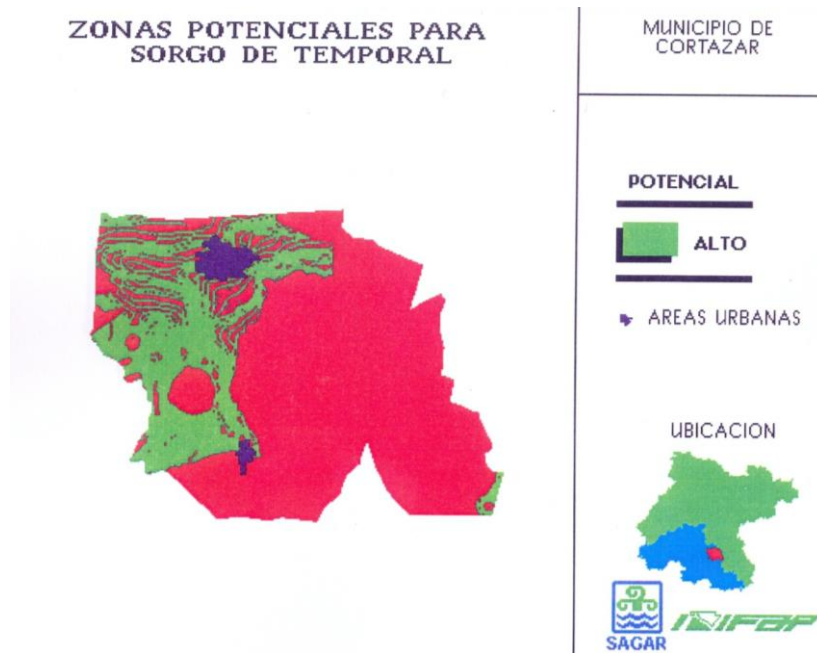 ZONAS POTENCIALES PARA
SORGO DE TEMPORAL
MUNICIPIO DE
CORTAZAR
POTENCIAL
ALTO
AREAS URBANAS
UBICACION
SAGAR
INIFAP